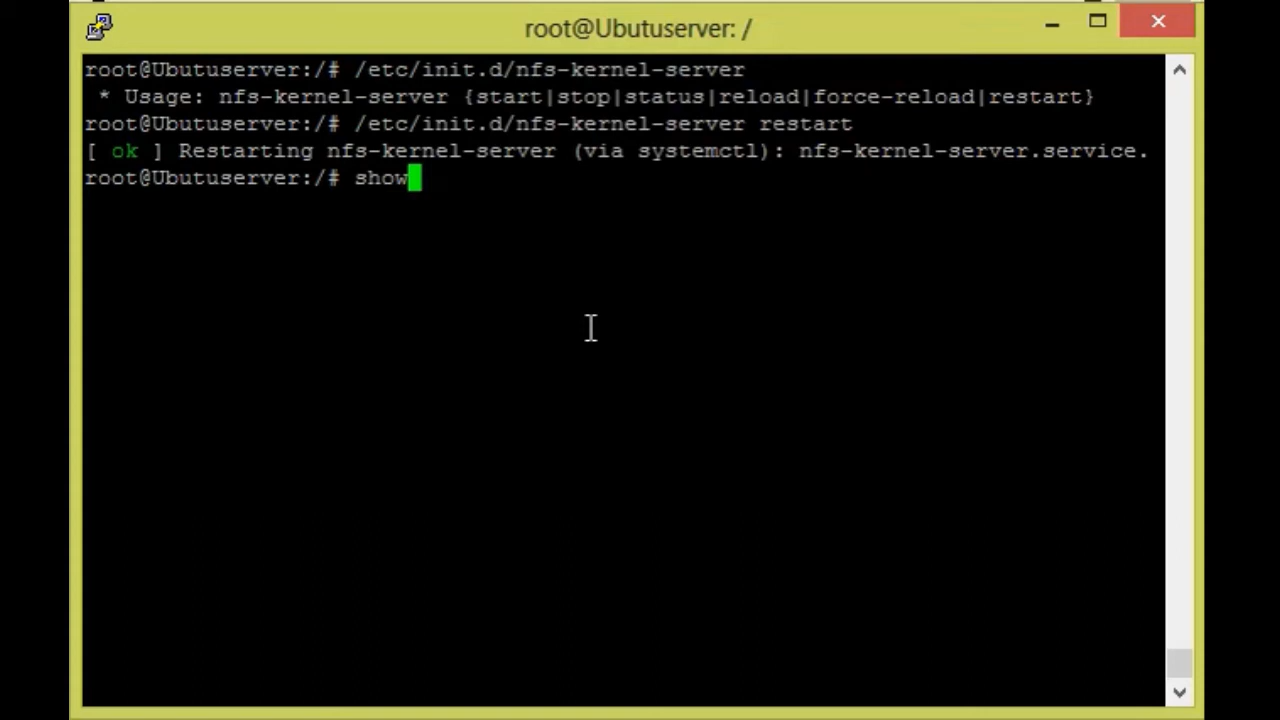 root@Ubutuserver: /
root@Ubutuserver:/# /etc/init.d/nfs-kernel-server
 * Usage: nfs-kernel-server {start|stop|status|reload|force-reload|restart}
root@Ubutuserver:/# /etc/init.d/nfs-kernel-server restart
[ ok ] Restarting nfs-kernel-server (via systemctl): nfs-kernel-server.service.
root@Ubutuserver:/# show